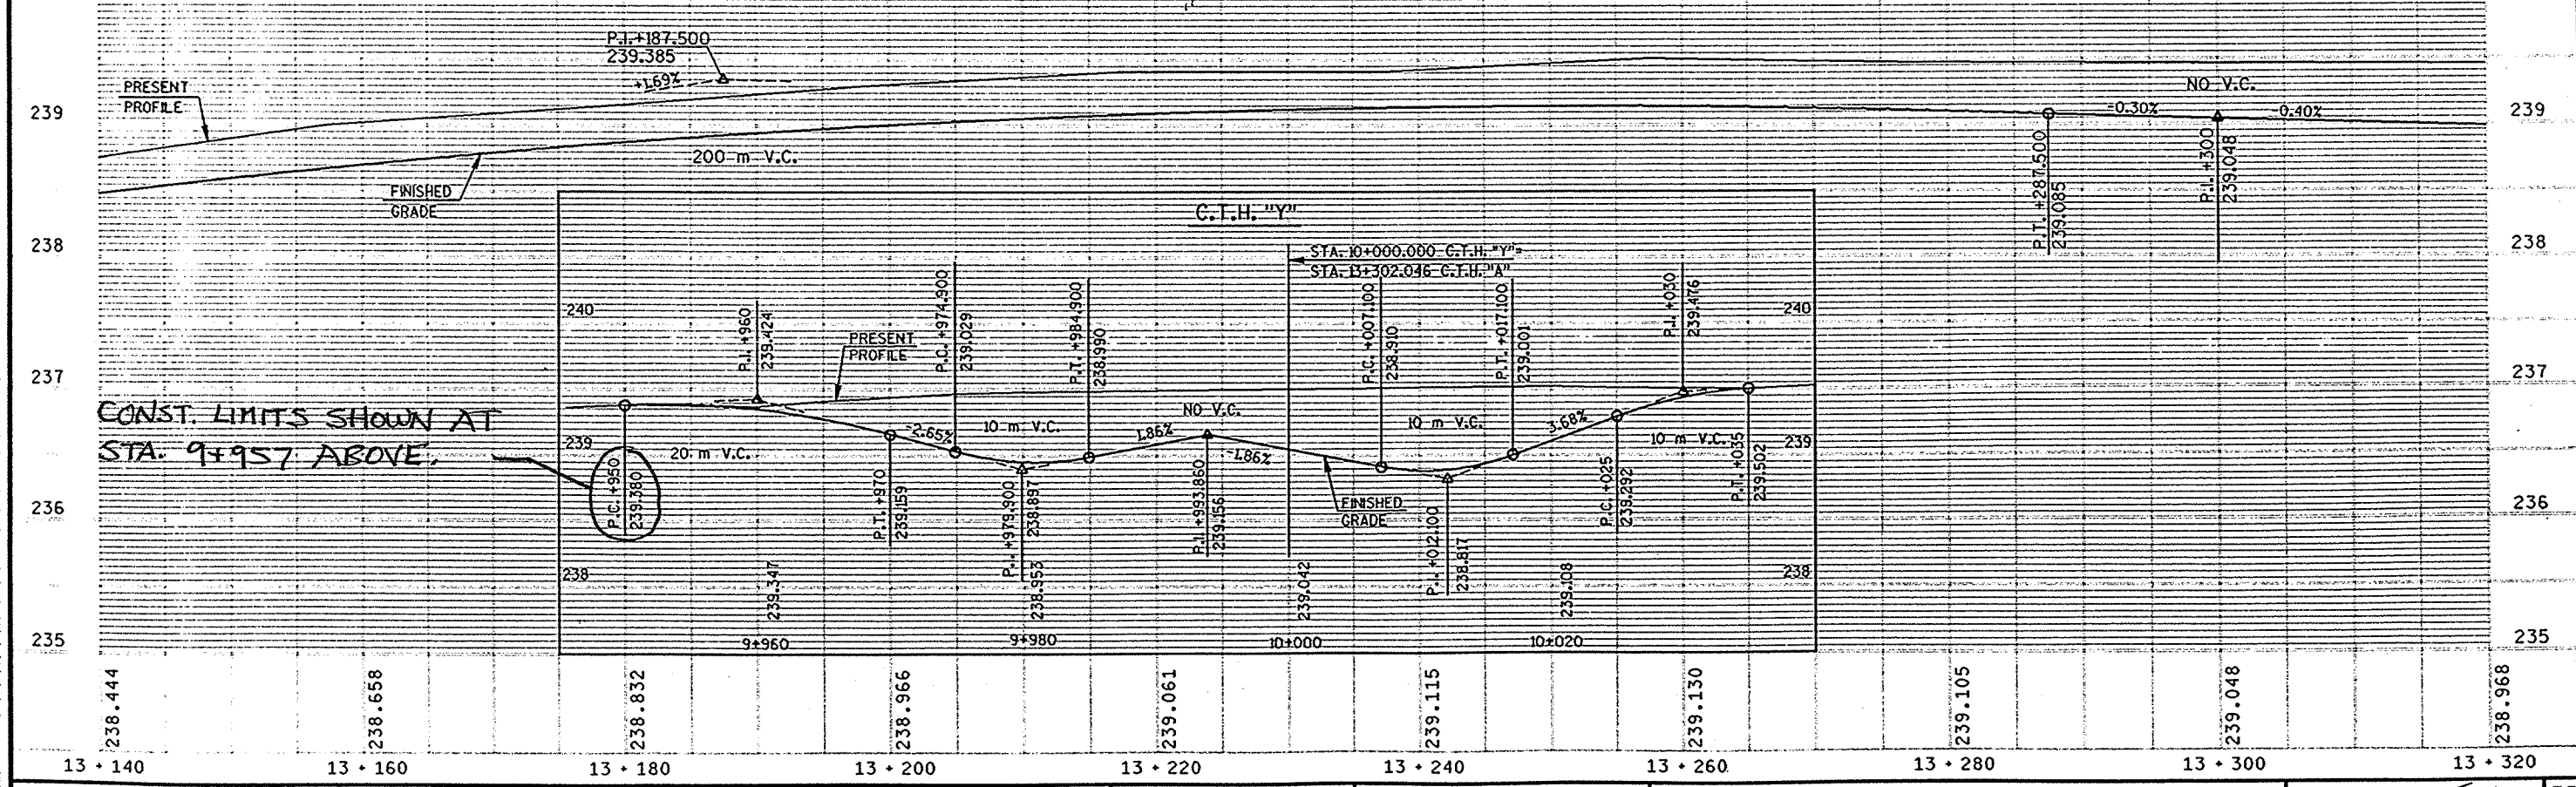 P.I.+187.500
239.385
+1.69%
PRESENT
PROFILE
239
NO V.C.
-0.30%
-0.40%
239
200 m V.C.
FINISHED
GRADE
P.T. +287.500
239.085
P.I.+300
239.048
238
238
C.T.H. "Y"
STA. 10+000.000 C.T.H. "Y"=
STA. 13+302.046 C.T.H. "A"
240
240
P.I. +960
239.424
PRESENT
PROFILE
P.C. +974.900
239.029
P.T. +984.900
238.990
P.C. +007.100
238.910
P.T. +017.100
239.001
P.I. +030
239.476
237
237
CONST. LIMITS SHOWN AT
STA. 9+957 ABOVE.
NO V.C.
-2.65%
10 m V.C.
1.86%
-1.86%
10 m V.C.
3.68%
10 m V.C.
239
239
20 m V.C.
P.C. +950
239.380
P.T. +970
239.159
P.I. +979.900
238.897
P.I. +993.860
239.156
FINISHED
GRADE
P.I. +012.100
238.817
P.C. +025
239.292
P.T. +035
239.502
236
236
238
238
239.347
238.953
239.042
239.108
235
9+960
9+980
10+000
10+020
235
238.444
238.658
238.832
238.966
239.061
239.115
239.130
239.105
239.048
238.968
13 + 140
13 + 160
13 + 180
13 + 200
13 + 220
13 + 240
13 + 260
13 + 280
13 + 300
13 + 320